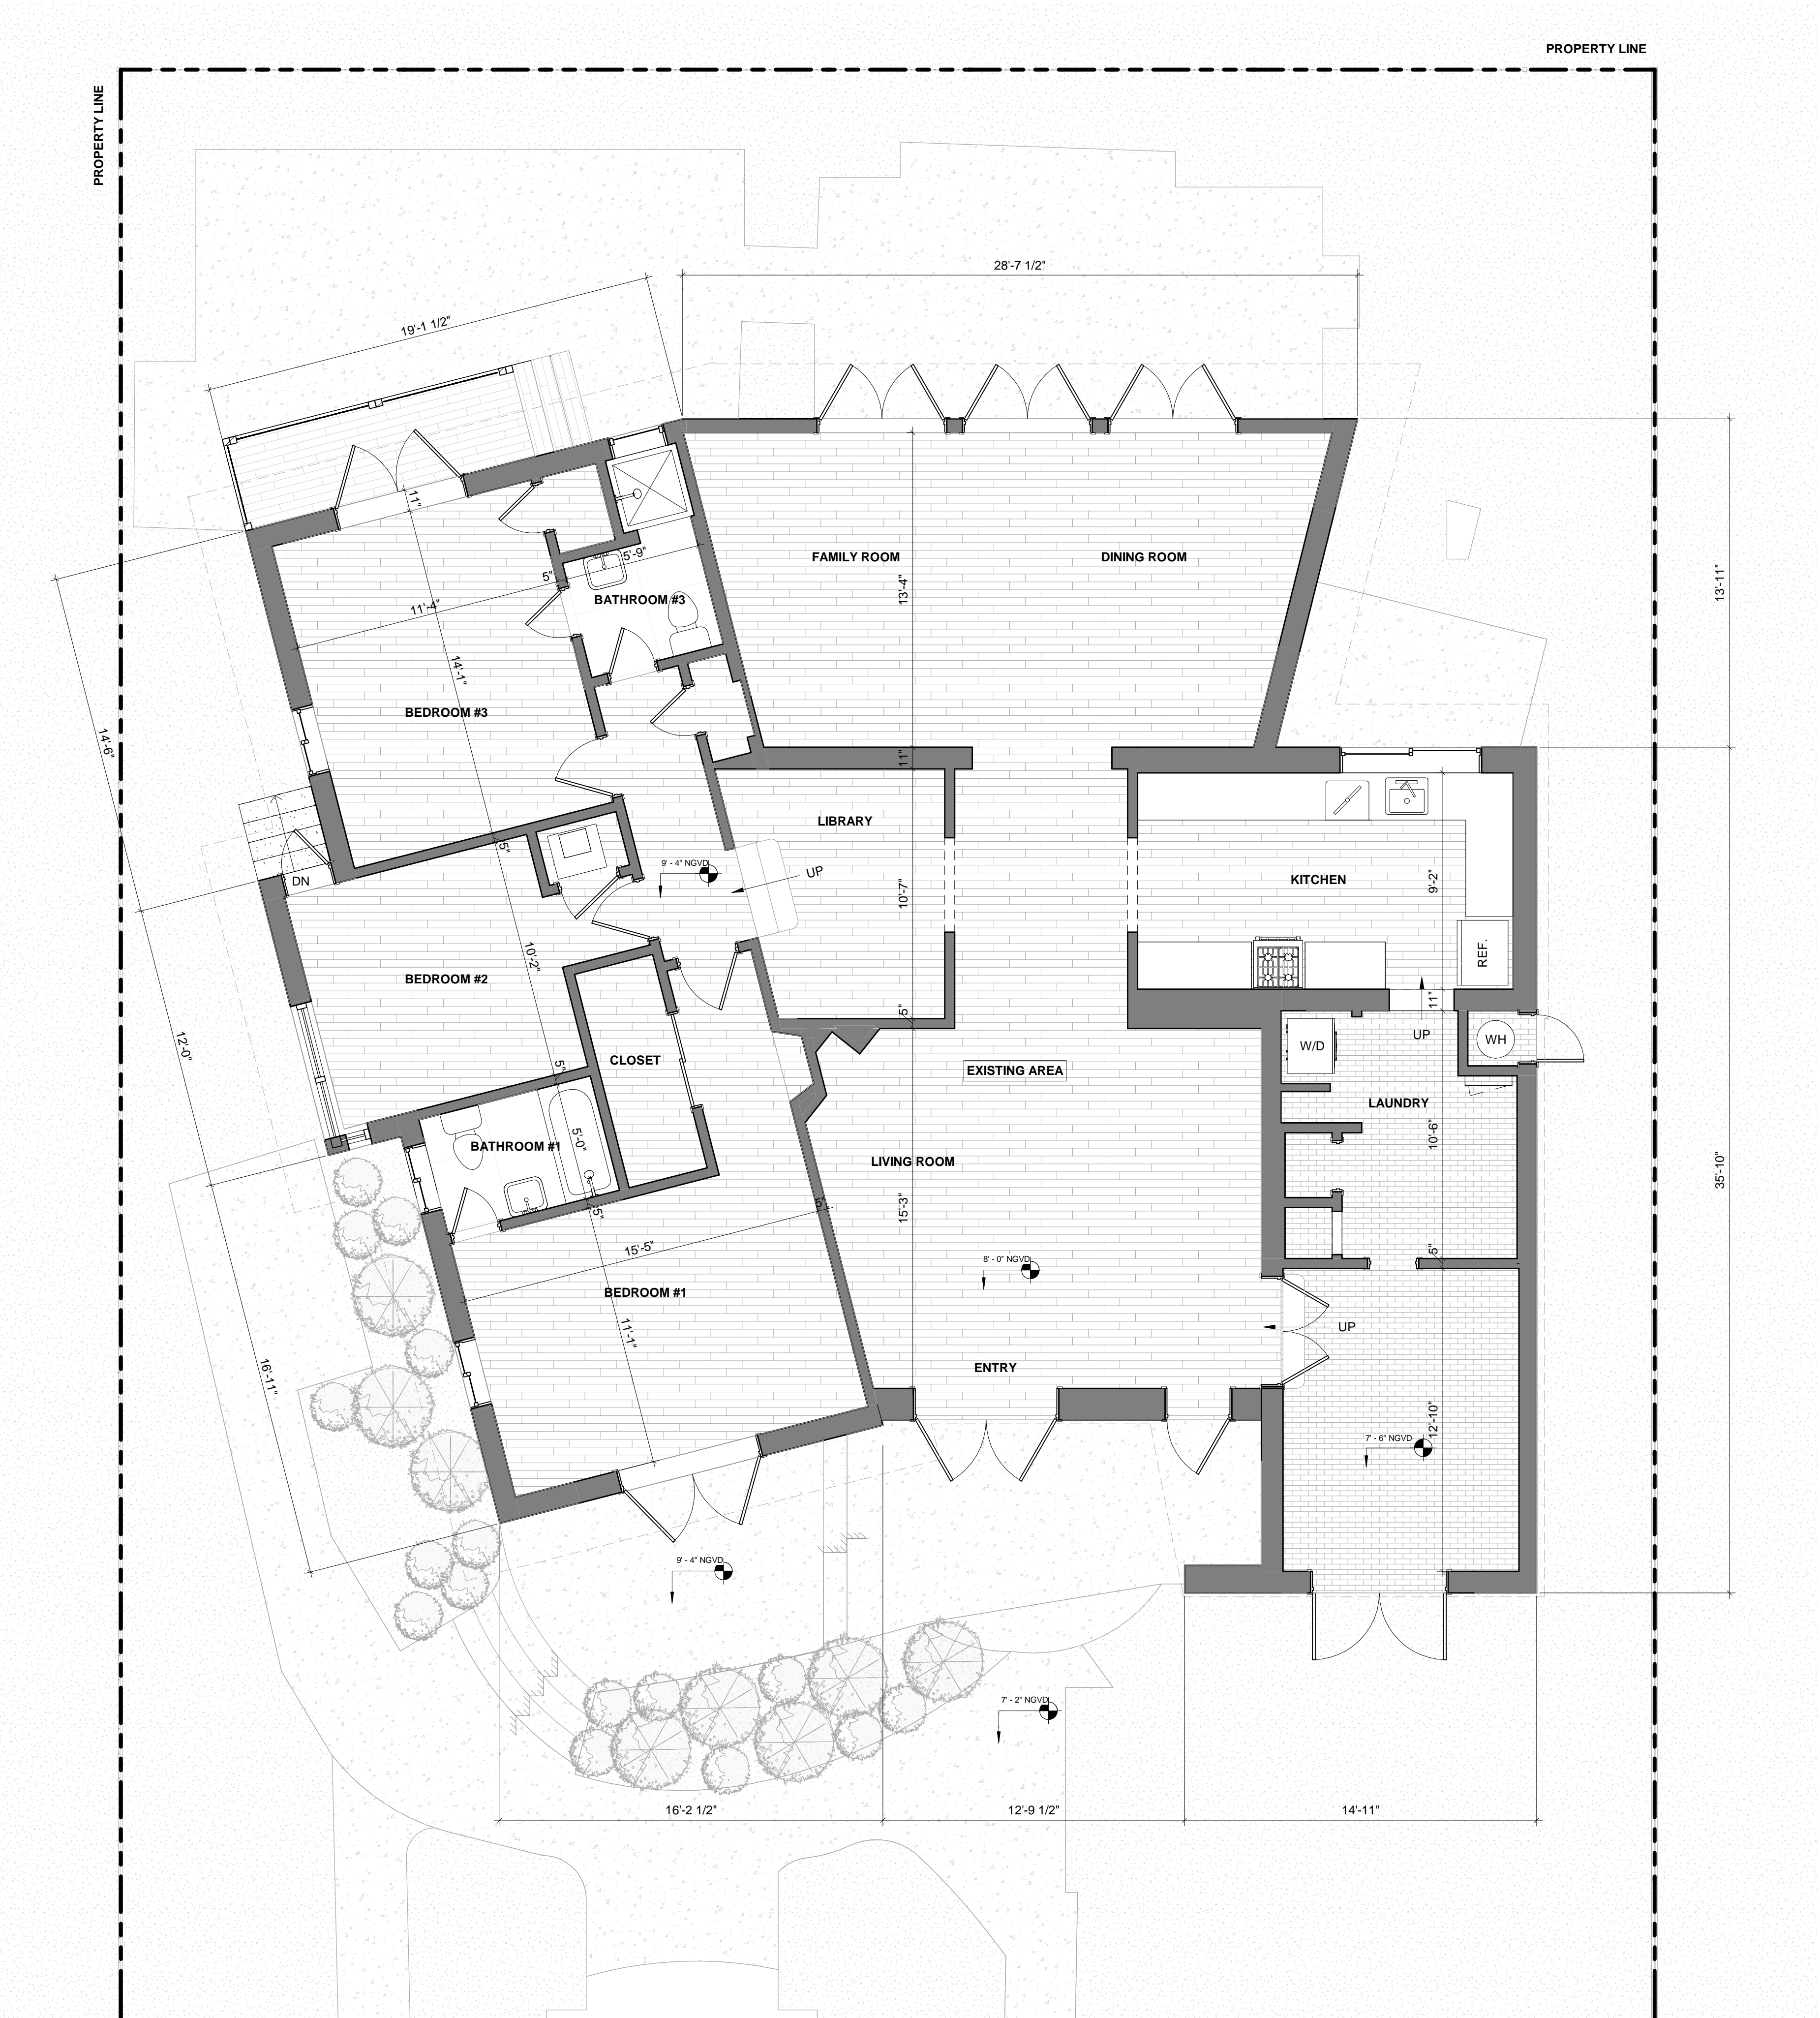 PROPERTY LINE
PROPERTY LINE
28'-7 1/2"
19'-1 1/2"
11"
5'-9"
5"
11'-4"
BATHROOM #3
FAMILY ROOM
DINING ROOM
13'-4"
13'-11"
14'-1"
BEDROOM #3
14'-6"
11"
LIBRARY
5"
9' - 4" NGVD
UP
DN
10'-7"
KITCHEN
9'-2"
REF.
BEDROOM #2
10'-2"
11"
5"
UP
W/D
WH
12'-0"
5"
CLOSET
EXISTING AREA
LAUNDRY
BATHROOM #1
5'-0"
10'-6"
LIVING ROOM
35'-10"
15'-3"
5"
5"
15'-5"
5"
8' - 0" NGVD
BEDROOM #1
11'-1"
UP
ENTRY
16'-11"
12'-10"
7' - 6" NGVD
9' - 4" NGVD
7' - 2" NGVD
16'-2 1/2"
12'-9 1/2"
14'-11"